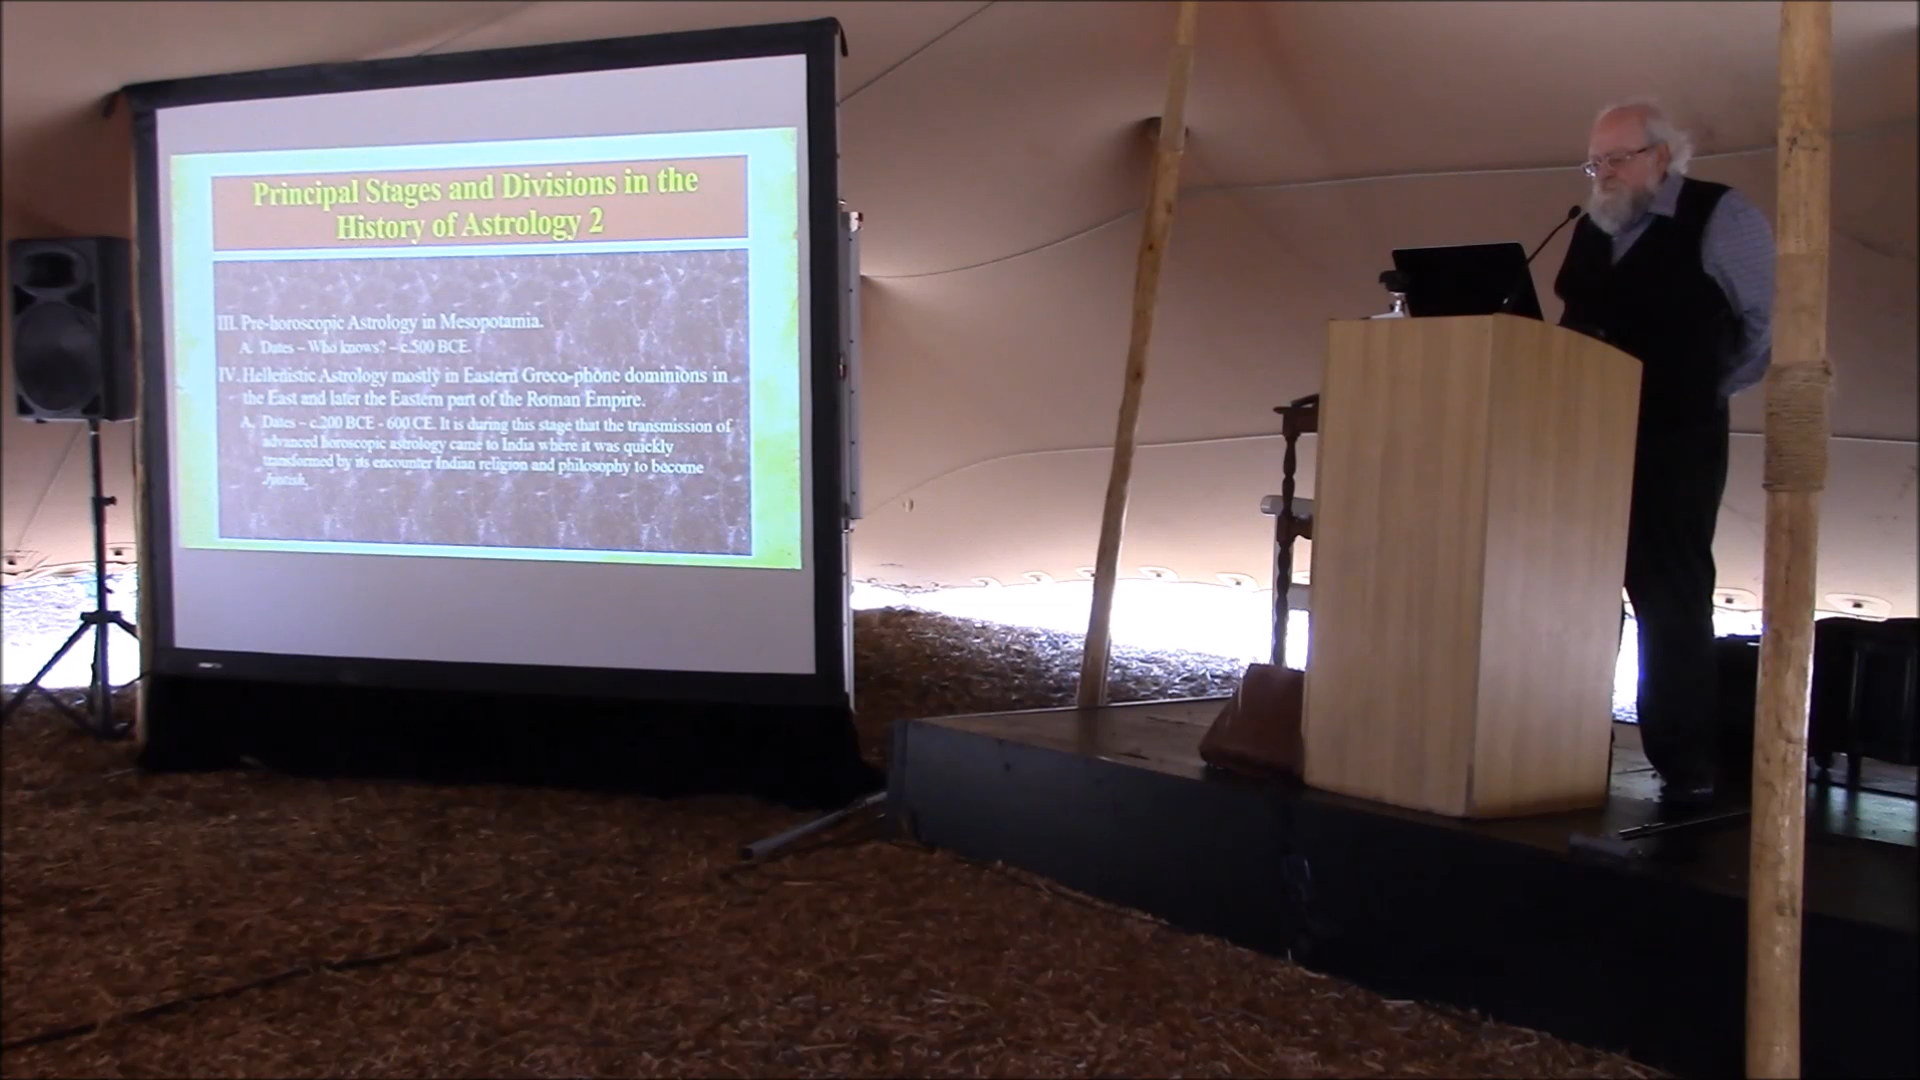 Principal Stages and Divisions in the
History of Astrology 2
III. Pre-horoscopic Astrology in Mesopotamia.
A. Dates – Who knows? – c.500 BCE.
IV. Hellenistic Astrology mostly in Eastern Greco-phone dominions in
the East and later the Eastern part of the Roman Empire.
A. Dates – c.200 BCE - 600 CE. It is during this stage that the transmission of
advanced horoscopic astrology came to India where it was quickly
transformed by its encounter Indian religion and philosophy to become
Jyotish.